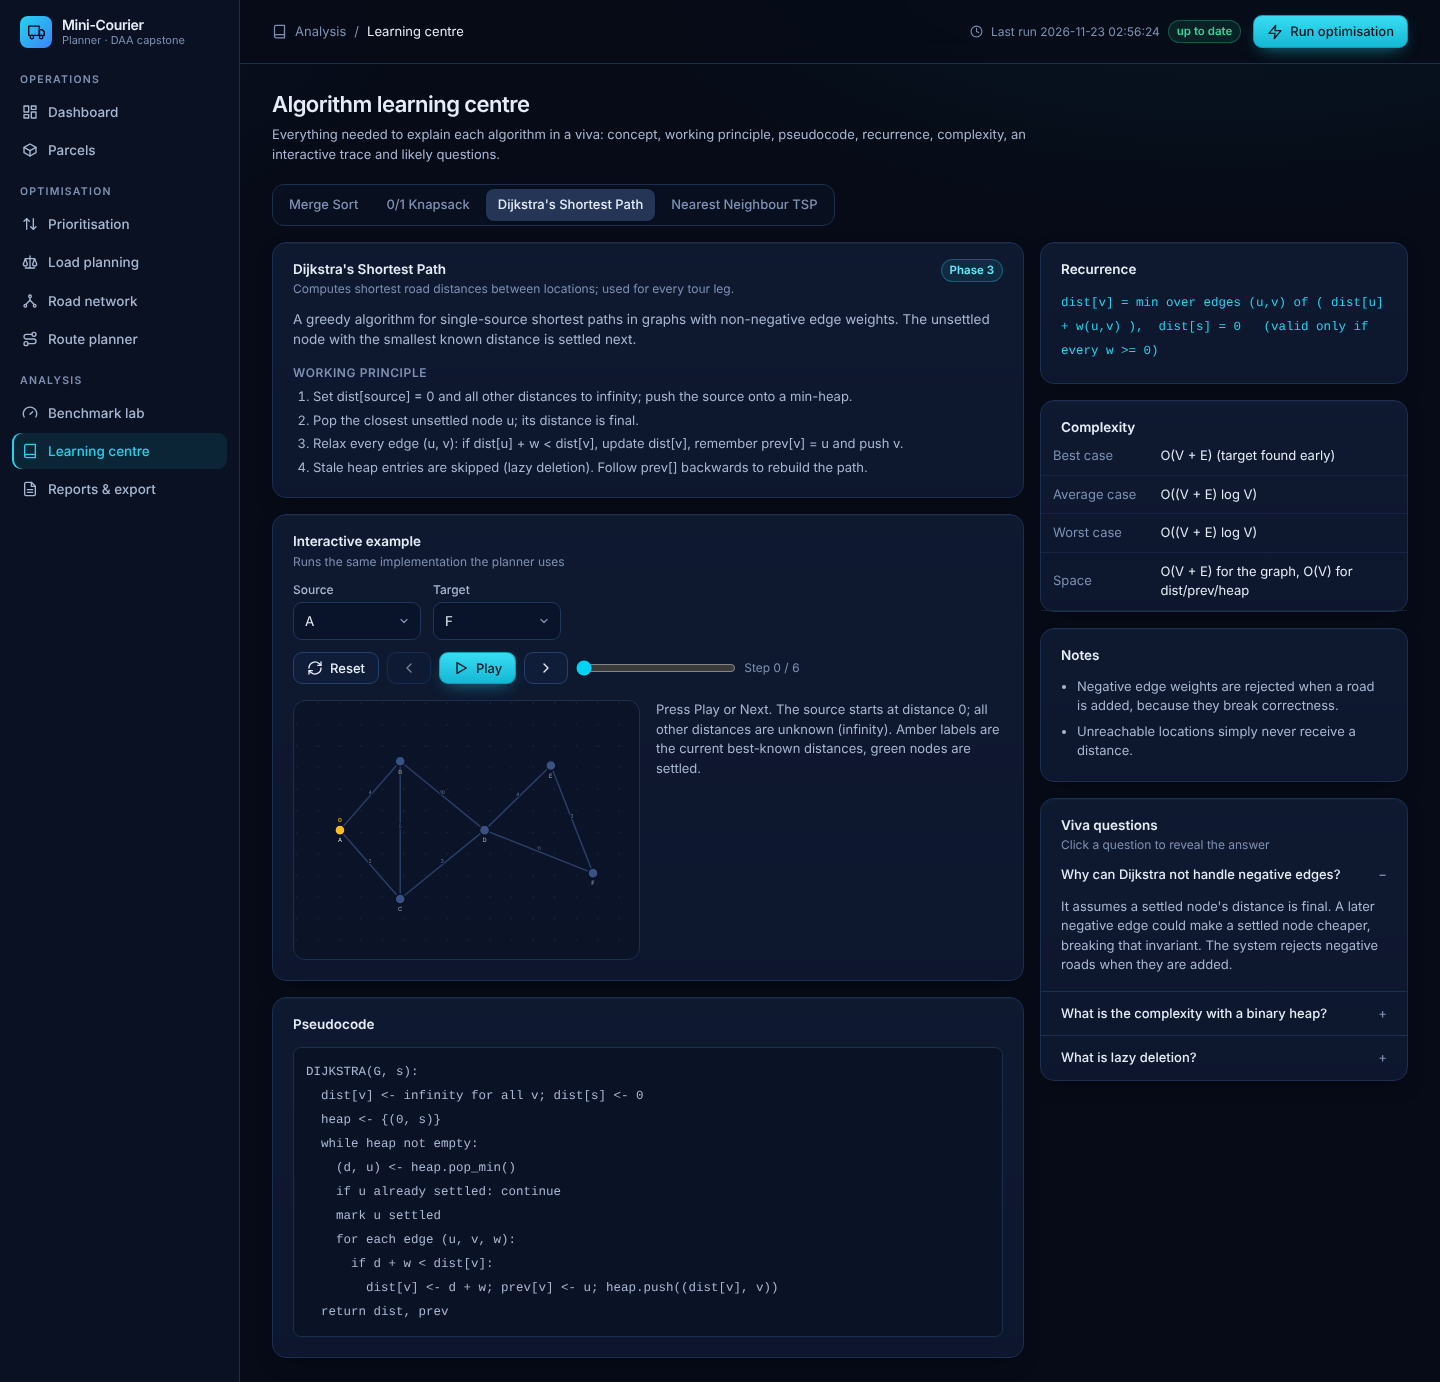 Mini-Courier
Planner · DAA capstone
OPERATIONS
Dashboard
Parcels
OPTIMISATION
Prioritisation
Load planning
Road network
Route planner
ANALYSIS
Benchmark lab
Learning centre
Reports & export
Analysis / Learning centre
Last run 2026-11-23 02:56:24
up to date
Run optimisation
Algorithm learning centre
Everything needed to explain each algorithm in a viva: concept, working principle, pseudocode, recurrence, complexity, an
interactive trace and likely questions.
Merge Sort
0/1 Knapsack
Dijkstra's Shortest Path
Nearest Neighbour TSP
Dijkstra's Shortest Path
Phase 3
Computes shortest road distances between locations; used for every tour leg.
A greedy algorithm for single-source shortest paths in graphs with non-negative edge weights. The unsettled
node with the smallest known distance is settled next.
WORKING PRINCIPLE
1. Set dist[source] = 0 and all other distances to infinity; push the source onto a min-heap.
2. Pop the closest unsettled node u; its distance is final.
3. Relax every edge (u, v): if dist[u] + w < dist[v], update dist[v], remember prev[v] = u and push v.
4. Stale heap entries are skipped (lazy deletion). Follow prev[] backwards to rebuild the path.
Interactive example
Runs the same implementation the planner uses
Source
Target
A
F
Reset
Play
Step 0 / 6
B
E
4
10
4
0
A
D
2
3
F
C
Press Play or Next. The source starts at distance 0; all
other distances are unknown (infinity). Amber labels are
the current best-known distances, green nodes are
settled.
Pseudocode
DIJKSTRA(G, s):
dist[v] <- infinity for all v; dist[s] <- 0
heap <- {(0, s)}
while heap not empty:
(d, u) <- heap.pop_min()
if u already settled: continue
mark u settled
for each edge (u, v, w):
if d + w < dist[v]:
dist[v] <- d + w; prev[v] <- u; heap.push((dist[v], v))
return dist, prev
Recurrence
dist[v] = min over edges (u,v) of ( dist[u]
+ w(u,v) ),  dist[s] = 0   (valid only if
every w >= 0)
Complexity
Best case O(V + E) (target found early)
Average case O((V + E) log V)
Worst case O((V + E) log V)
Space O(V + E) for the graph, O(V) for
dist/prev/heap
Notes
• Negative edge weights are rejected when a road
is added, because they break correctness.
• Unreachable locations simply never receive a
distance.
Viva questions
Click a question to reveal the answer
Why can Dijkstra not handle negative edges? −
It assumes a settled node's distance is final. A later
negative edge could make a settled node cheaper,
breaking that invariant. The system rejects negative
roads when they are added.
What is the complexity with a binary heap? +
What is lazy deletion? +